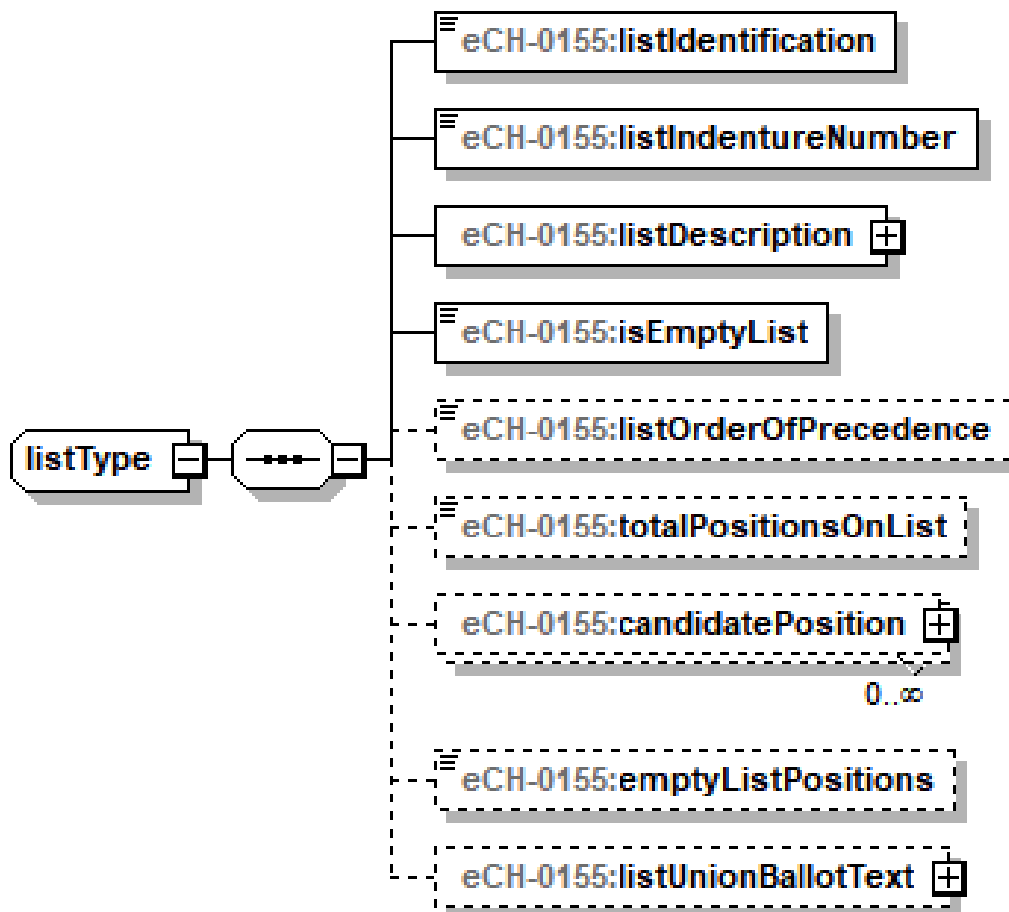 eCH-0155:listIdentification
eCH-0155:listIndentureNumber
eCH-0155:listDescription
eCH-0155:isEmptyList
eCH-0155:listOrderOfPrecedence
listType
eCH-0155:totalPositionsOnList
eCH-0155:candidatePosition
0..∞
eCH-0155:emptyListPositions
eCH-0155:listUnionBallotText